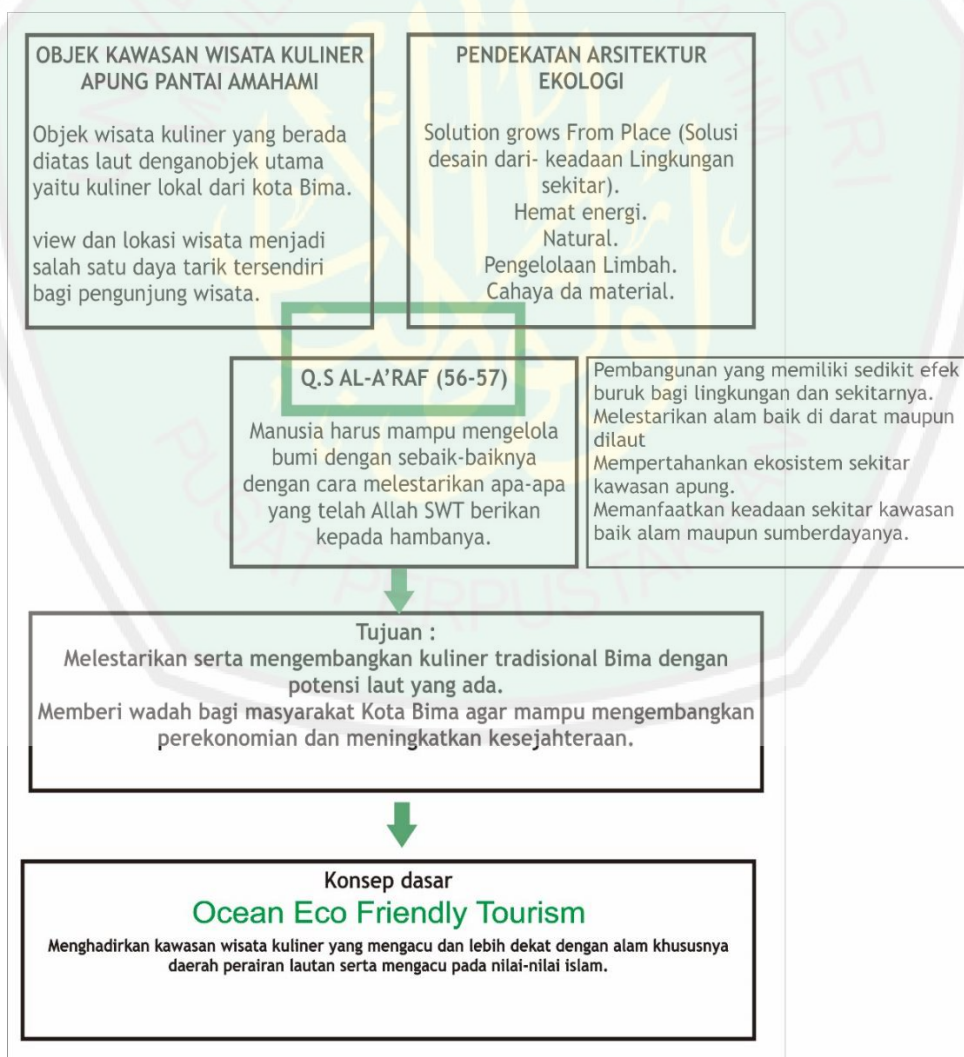 OBJEK KAWASAN WISATA KULINER
APUNG PANTAI AMAHAMI
Objek wisata kuliner yang berada
diatas laut denganobjek utama
yaitu kuliner lokal dari kota Bima.
view dan lokasi wisata menjadi
salah satu daya tarik tersendiri
bagi pengunjung wisata.
PENDEKATAN ARSITEKTUR
EKOLOGI
Solution grows From Place (Solusi
desain dari- keadaan Lingkungan
sekitar).
Hemat energi.
Natural.
Pengelolaan Limbah.
Cahaya da material.
Q.S AL-A’RAF (56-57)
Manusia harus mampu mengelola
bumi dengan sebaik-baiknya
dengan cara melestarikan apa-apa
yang telah Allah SWT berikan
kepada hambanya.
Pembangunan yang memiliki sedikit efek
buruk bagi lingkungan dan sekitarnya.
Melestarikan alam baik di darat maupun
dilaut
Mempertahankan ekosistem sekitar
kawasan apung.
Memanfaatkan keadaan sekitar kawasan
baik alam maupun sumberdayanya.
Tujuan :
Melestarikan serta mengembangkan kuliner tradisional Bima dengan
potensi laut yang ada.
Memberi wadah bagi masyarakat Kota Bima agar mampu mengembangkan
perekonomian dan meningkatkan kesejahteraan.
Konsep dasar
Ocean Eco Friendly Tourism
Menghadirkan kawasan wisata kuliner yang mengacu dan lebih dekat dengan alam khususnya
daerah perairan lautan serta mengacu pada nilai-nilai islam.
PUSAT PERPUSTAKAAN